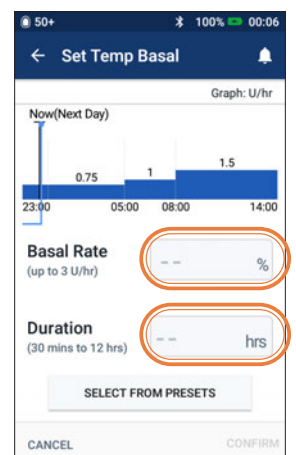 50+ 100% 00:06
Set Temp Basal
Graph: U/hr
Now(Next Day)
0.75 1 1.5
23:00 05:00 08:00 14:00
Basal Rate
(up to 3 U/hr)
-- %
Duration
(30 mins to 12 hrs)
-- hrs
SELECT FROM PRESETS
CANCEL CONFIRM